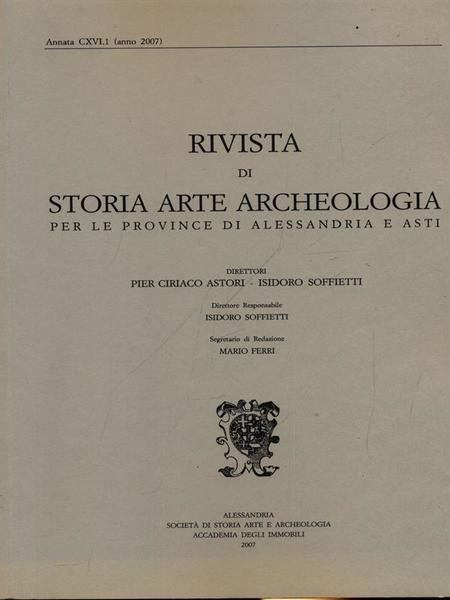 Annata CXVI.1 (anno 2007)
RIVISTA
DI
STORIA ARTE ARCHEOLOGIA
PER LE PROVINCE DI ALESSANDRIA E ASTI
DIRETTORI
PIER CIRIACO ASTORI - ISIDORO SOFFIETTI
Direttore Responsabile
ISIDORO SOFFIETTI
Segretario di Redazione
MARIO FERRI
ALESSANDRIA
SOCIETÀ DI STORIA ARTE E ARCHEOLOGIA
ACCADEMIA DEGLI IMMOBILI
2007